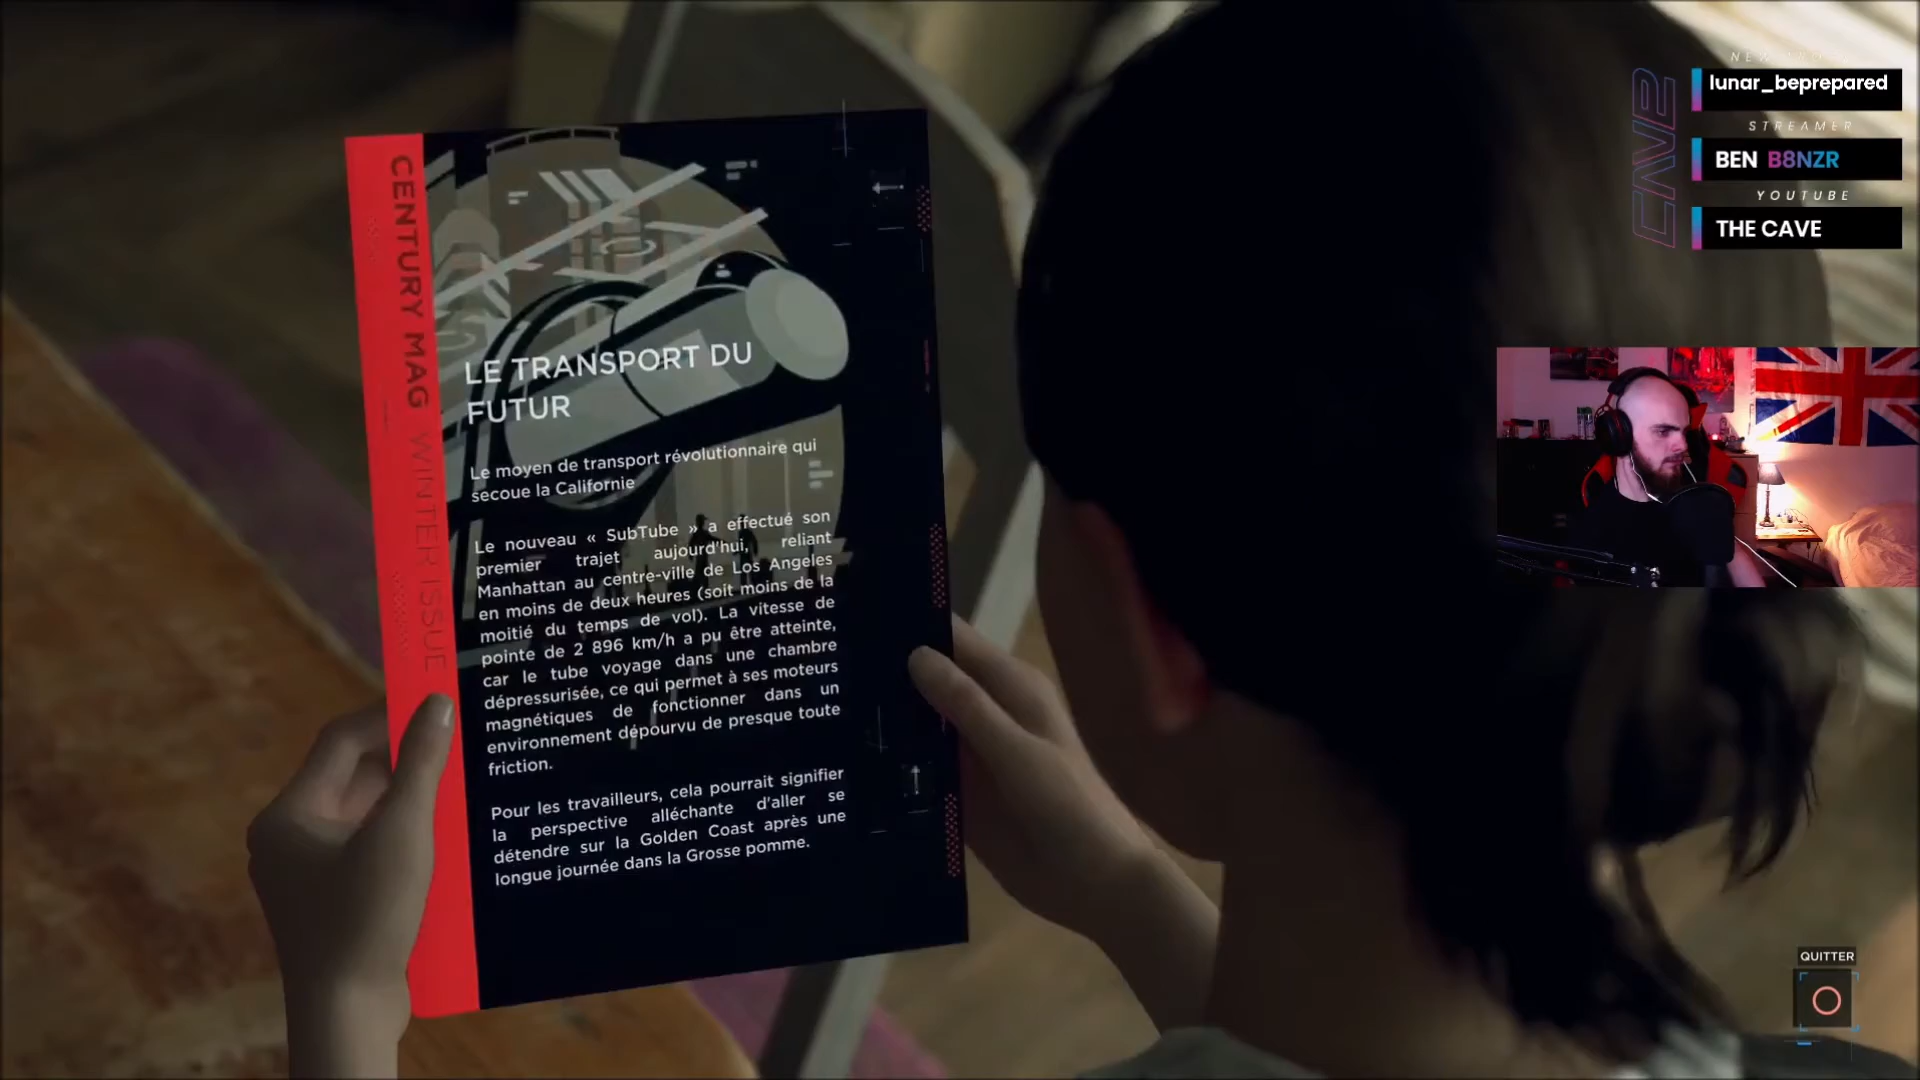 lunar_beprepared
STREAMER
BEN B8NZR
YOUTUBE
THE CAVE
CAVE
CENTURY MAG WINTER ISSUE
LE TRANSPORT DU
FUTUR
Le moyen de transport révolutionnaire qui
secoue la Californie
Le nouveau « SubTube » a effectué son
premier trajet aujourd'hui, reliant
Manhattan au centre-ville de Los Angeles
en moins de deux heures (soit moins de la
moitié du temps de vol). La vitesse de
pointe de 2 896 km/h a pu être atteinte,
car le tube voyage dans une chambre
dépressurisée, ce qui permet à ses moteurs
magnétiques de fonctionner dans un
environnement dépourvu de presque toute
friction.
Pour les travailleurs, cela pourrait signifier
la perspective alléchante d'aller se
détendre sur la Golden Coast après une
longue journée dans la Grosse pomme.
QUITTER